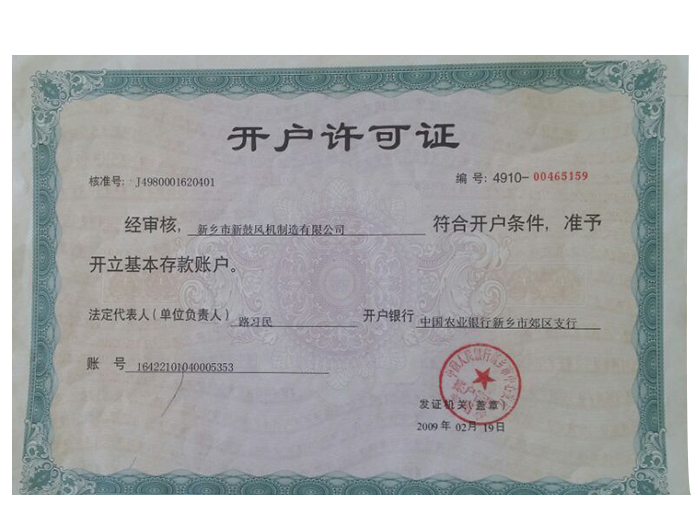 开户许可证
核准号: J4980001620401 编号: 4910-00465159
经审核, 新乡市新鼓风机制造有限公司 符合开户条件, 准予
开立基本存款账户。
法定代表人(单位负责人) 路习民 开户银行 中国农业银行新乡市郊区支行
账 号 16422101040005353
发证机关(盖章)
2009 年 02 月 19 日